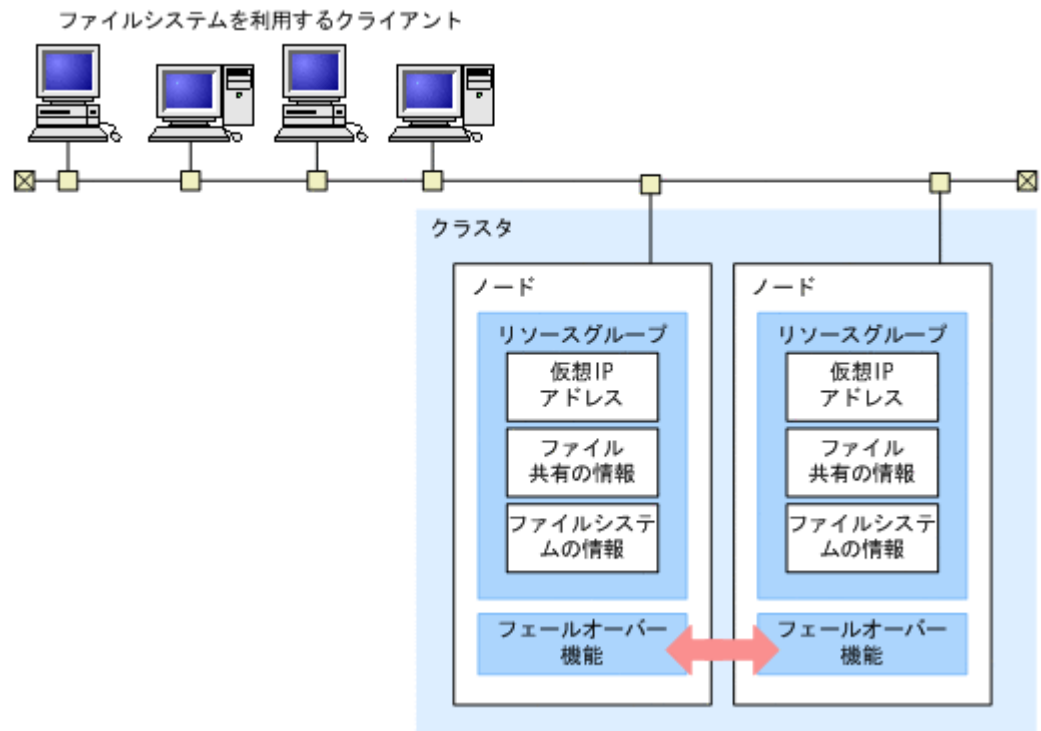 ファイルシステムを利用するクライアント
クラスタ
ノード
リソースグループ
仮想IP
アドレス
ファイル
共有の情報
ファイルシステ
ムの情報
フェールオーバー
機能
ノード
リソースグループ
仮想IP
アドレス
ファイル
共有の情報
ファイルシステ
ムの情報
フェールオーバー
機能